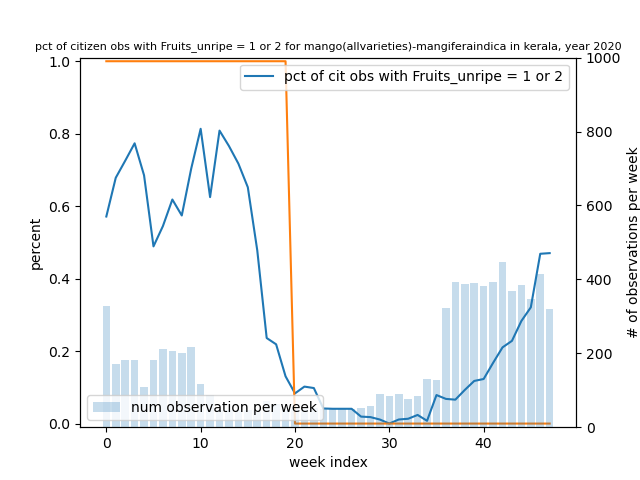 pct of citizen obs with Fruits_unripe = 1 or 2 for mango(allvarieties)-mangiferaindica in kerala, year 2020
pct of cit obs with Fruits_unripe = 1 or 2
1.0
0.8
0.6
0.4
0.2
0.0
percent
1000
800
600
400
200
0
# of observations per week
num observation per week
0 10 20 30 40
week index